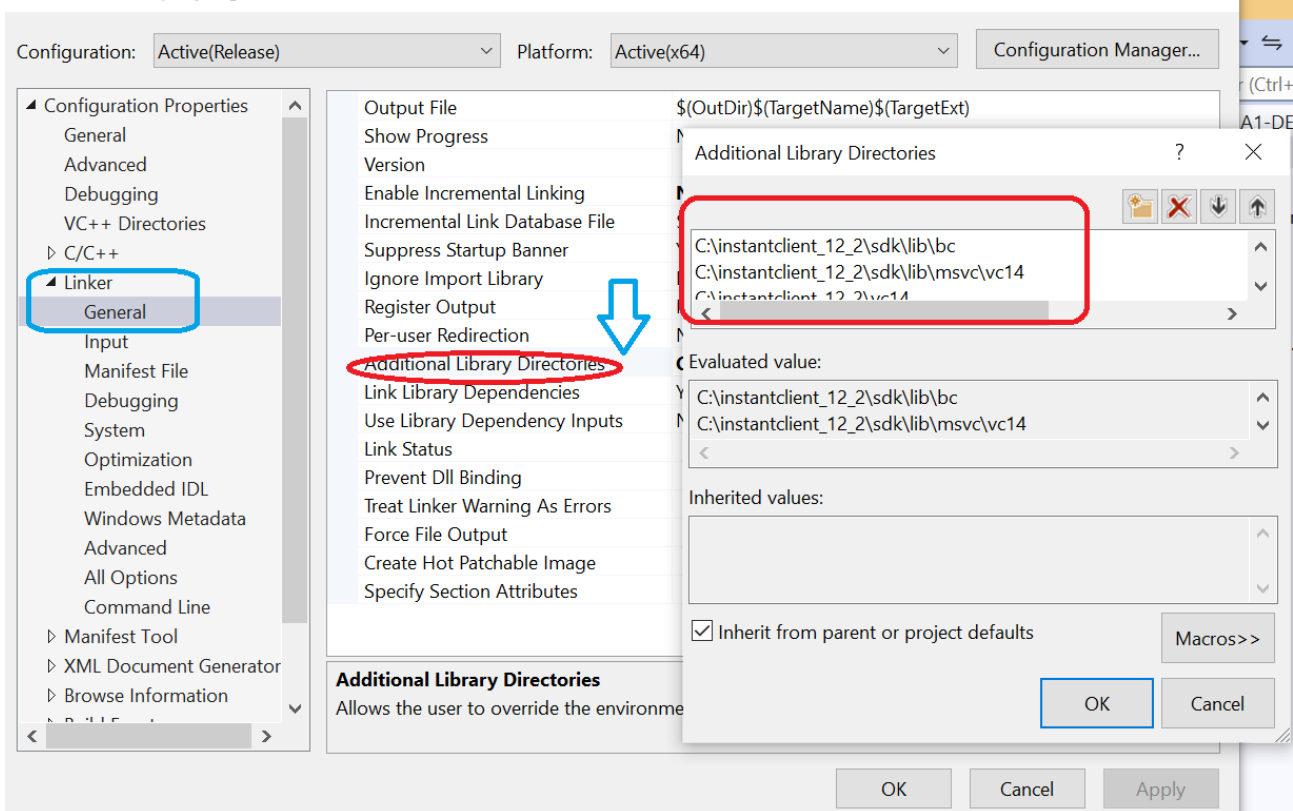 Configuration: Active(Release) Platform: Active(x64) Configuration Manager...
r (Ctrl+
A1-DE
Configuration Properties
General
Advanced
Debugging
VC++ Directories
C/C++
Linker
General
Input
Manifest File
Debugging
System
Optimization
Embedded IDL
Windows Metadata
Advanced
All Options
Command Line
Manifest Tool
XML Document Generator
Browse Information
Output File $(OutDir)$(TargetName)$(TargetExt)
Show Progress
Version
Enable Incremental Linking
Incremental Link Database File
Suppress Startup Banner
Ignore Import Library
Register Output
Per-user Redirection
Additional Library Directories
Link Library Dependencies
Use Library Dependency Inputs
Link Status
Prevent Dll Binding
Treat Linker Warning As Errors
Force File Output
Create Hot Patchable Image
Specify Section Attributes
Additional Library Directories
Allows the user to override the environme
Additional Library Directories ?
C:\instantclient_12_2\sdk\lib\bc
C:\instantclient_12_2\sdk\lib\msvc\vc14
C:\instantclient_12_2\vc14
Evaluated value:
C:\instantclient_12_2\sdk\lib\bc
C:\instantclient_12_2\sdk\lib\msvc\vc14
Inherited values:
Inherit from parent or project defaults
Macros>>
OK Cancel
OK Cancel Apply